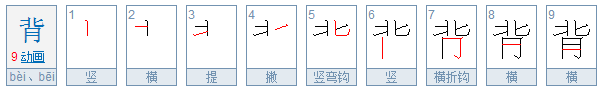 背
9 动画
bèi、bēi
1 竖
2 横
3 提
4 撇
5 竖弯钩
6 竖
7 横折钩
8 横
9 横